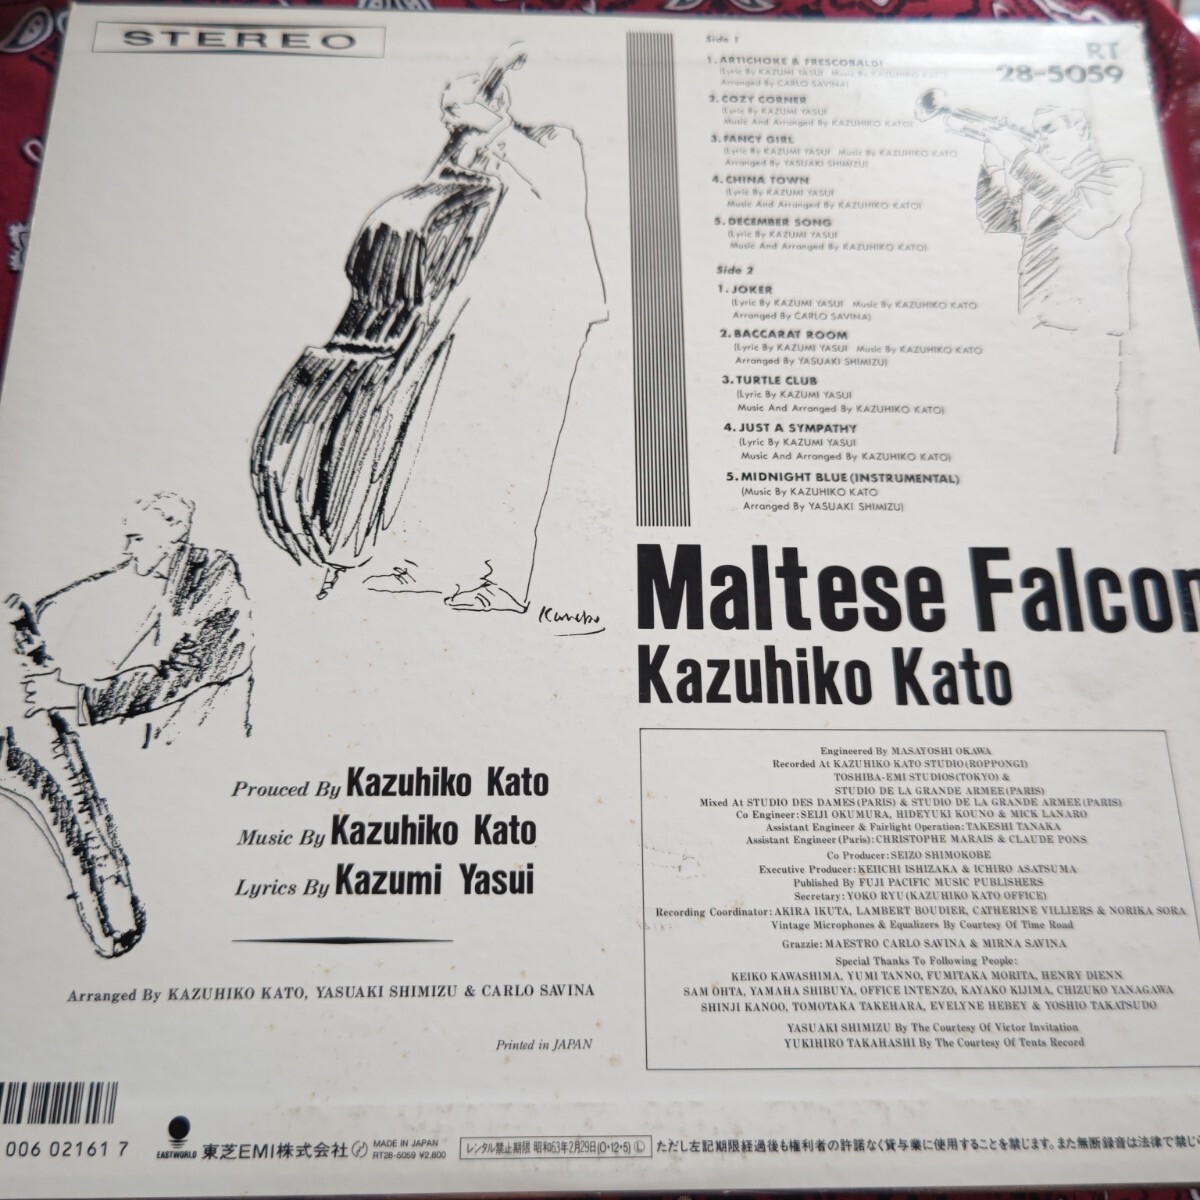 STEREO
RT
28-5059
Side 1
1. ARTICHOKE & FRESCOBALDI
(Lyric By KAZUMI YASUI Music By KAZUHIKO KATO
Arranged By CARLO SAVINA)
2. COZY CORNER
(Lyric By KAZUMI YASUI
Music And Arranged By KAZUHIKO KATO)
3. FANCY GIRL
(Lyric By KAZUMI YASUI Music By KAZUHIKO KATO
Arranged By YASUAKI SHIMIZU)
4. CHINA TOWN
(Lyric By KAZUMI YASUI
Music And Arranged By KAZUHIKO KATO)
5. DECEMBER SONG
(Lyric By KAZUMI YASUI
Music And Arranged By KAZUHIKO KATO)
Side 2
1. JOKER
(Lyric By KAZUMI YASUI Music By KAZUHIKO KATO
Arranged By CARLO SAVINA)
2. BACCARAT ROOM
(Lyric By KAZUMI YASUI Music By KAZUHIKO KATO
Arranged By YASUAKI SHIMIZU)
3. TURTLE CLUB
(Lyric By KAZUMI YASUI
Music And Arranged By KAZUHIKO KATO)
4. JUST A SYMPATHY
(Lyric By KAZUMI YASUI
Music And Arranged By KAZUHIKO KATO)
5. MIDNIGHT BLUE (INSTRUMENTAL)
(Music By KAZUHIKO KATO
Arranged By YASUAKI SHIMIZU)
Maltese Falcon
Kazuhiko Kato
Prouced By Kazuhiko Kato
Music By Kazuhiko Kato
Lyrics By Kazumi Yasui
Arranged By KAZUHIKO KATO, YASUAKI SHIMIZU & CARLO SAVINA
Printed in JAPAN
Engineered By MASAYOSHI OKAWA
Recorded At KAZUHIKO KATO STUDIO(ROPPONGI)
TOSHIBA-EMI STUDIOS(TOKYO) &
STUDIO DE LA GRANDE ARMEE(PARIS)
Mixed At STUDIO DES DAMES(PARIS) & STUDIO DE LA GRANDE ARMEE(PARIS)
Co Engineer:SEIJI OKUMURA, HIDEYUKI KOUNO & MICK LANARO
Assistant Engineer & Fairlight Operation:TAKESHI TANAKA
Assistant Engineer(Paris):CHRISTOPHE MARAIS & CLAUDE PONS
Co Producer:SEIZO SHIMOKOBE
Executive Producer:KEIICHI ISHIZAKA & ICHIRO ASATSUMA
Published By FUJI PACIFIC MUSIC PUBLISHERS
Secretary:YOKO RYU(KAZUHIKO KATO OFFICE)
Recording Coordinator:AKIRA IKUTA, LAMBERT BOUDIER, CATHERINE VILLIERS & NORIKA SORA
Vintage Microphones & Equalizers By Courtesy Of Time Road
Grazzie:MAESTRO CARLO SAVINA & MIRNA SAVINA
Special Thanks To Following People:
KEIKO KAWASHIMA, YUMI TANNO, FUMITAKA MORITA, HENRY DIENN
SAM OHTA, YAMAHA SHIBUYA, OFFICE INTENZO, KAYAKO KIJIMA, CHIZUKO YANAGAWA
SHINJI KANOO, TOMOTAKA TAKEHARA, EVELYNE HEBEY & YOSHIO TAKATSUDO
YASUAKI SHIMIZU By The Courtesy Of Victor Invitation
YUKIHIRO TAKAHASHI By The Courtesy Of Tents Record
006 02161 7
EASTWORLD 東芝EMI株式会社
MADE IN JAPAN
RT28-5059 ¥2,800
レンタル禁止期限 昭和63年2月29日(O・12・5)Ⓛ ただし左記期限経過後も権利者の許諾なく賃与業に使用することを禁じます。また無断録音は法律で禁じ